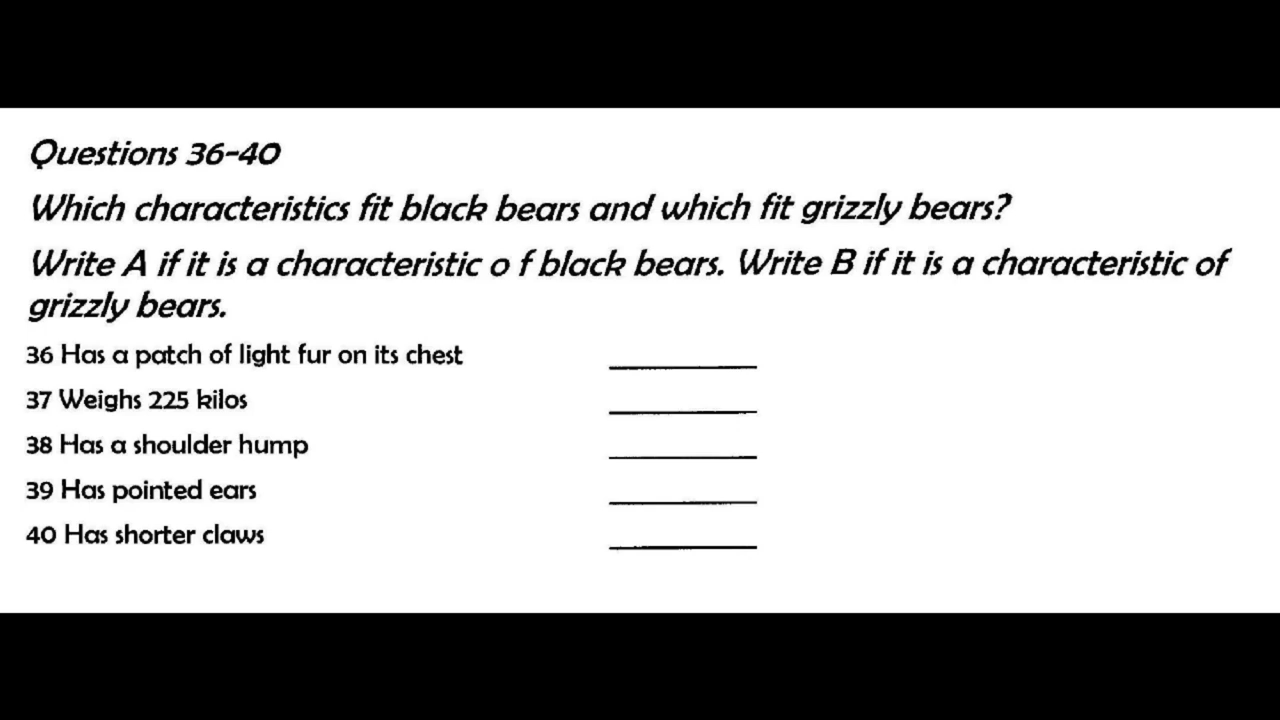 Questions 36-40
Which characteristics fit black bears and which fit grizzly bears?
Write A if it is a characteristic o f black bears. Write B if it is a characteristic of
grizzly bears.
36 Has a patch of light fur on its chest
37 Weighs 225 kilos
38 Has a shoulder hump
39 Has pointed ears
40 Has shorter claws